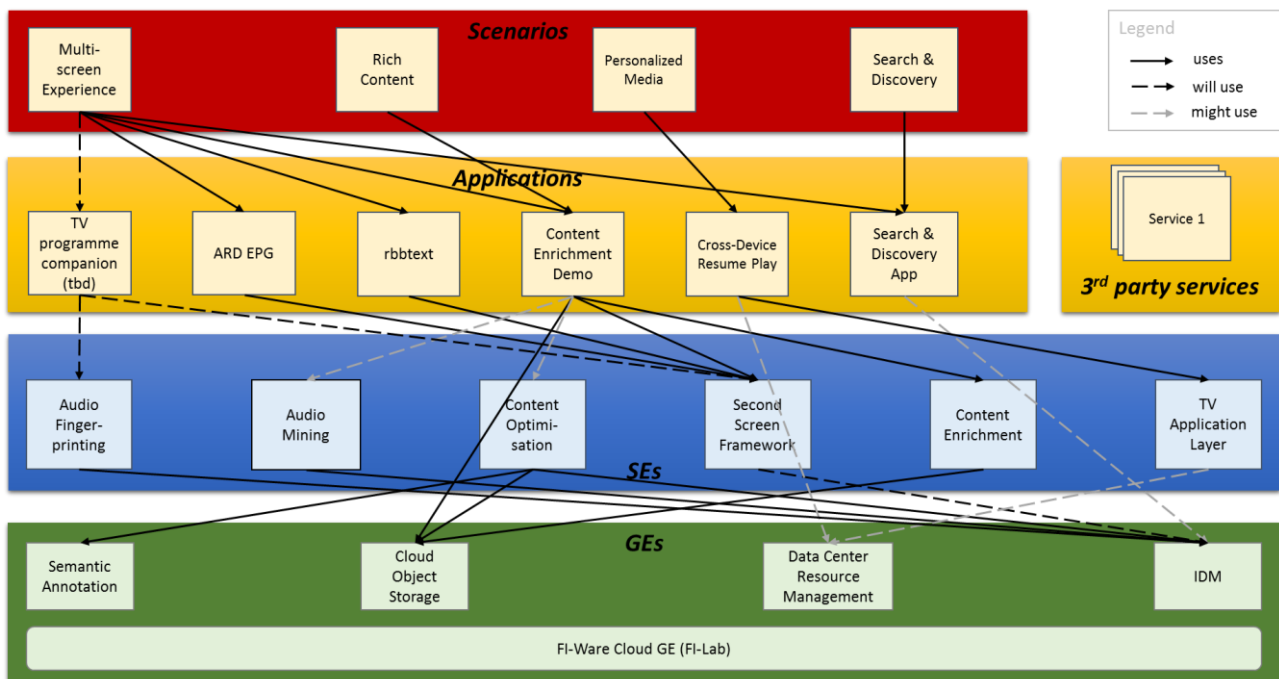 Scenarios
Multi-
screen
Experience
Rich
Content
Personalized
Media
Search &
Discovery
Legend
uses
will use
might use
Applications
TV
programme
companion
(tbd)
ARD EPG
rbbtext
Content
Enrichment
Demo
Cross-Device
Resume Play
Search &
Discovery
App
Service 1
3rd party services
Audio
Finger-
printing
Audio
Mining
Content
Optimi-
sation
Second
Screen
Framework
Content
Enrichment
TV
Application
Layer
SEs
GEs
Semantic
Annotation
Cloud
Object
Storage
Data Center
Resource
Management
IDM
FI-Ware Cloud GE (FI-Lab)